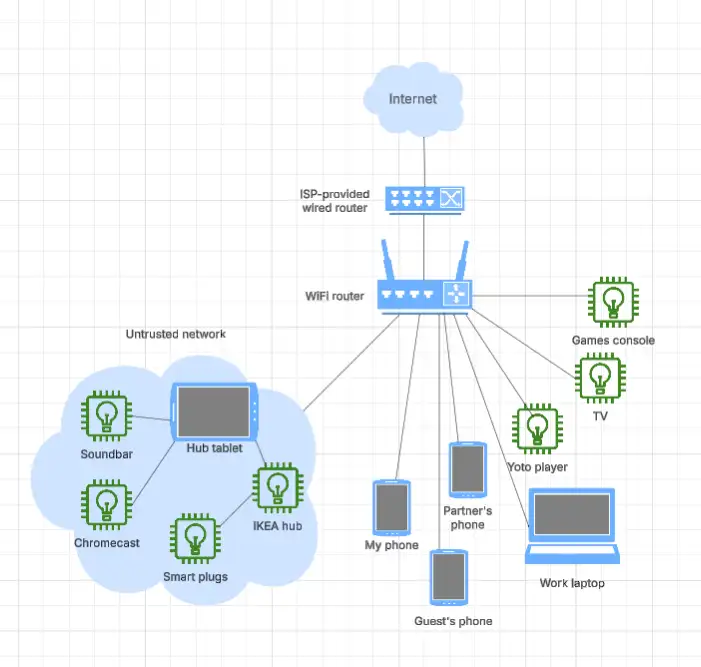 Internet
ISP-provided
wired router
WiFi router
Games console
Untrusted network
TV
Soundbar
Hub tablet
Yoto player
Partner's
phone
IKEA hub
Chromecast
My phone
Smart plugs
Work laptop
Guest's phone